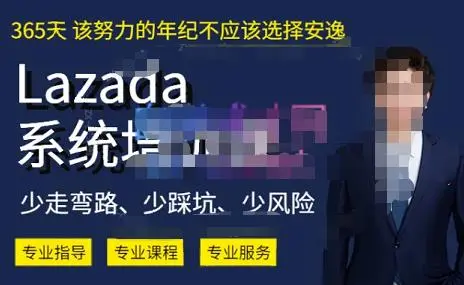 365天 该努力的年纪不应该选择安逸
Lazada
系统培
少走弯路、少踩坑、少风险
专业指导 专业课程 专业服务